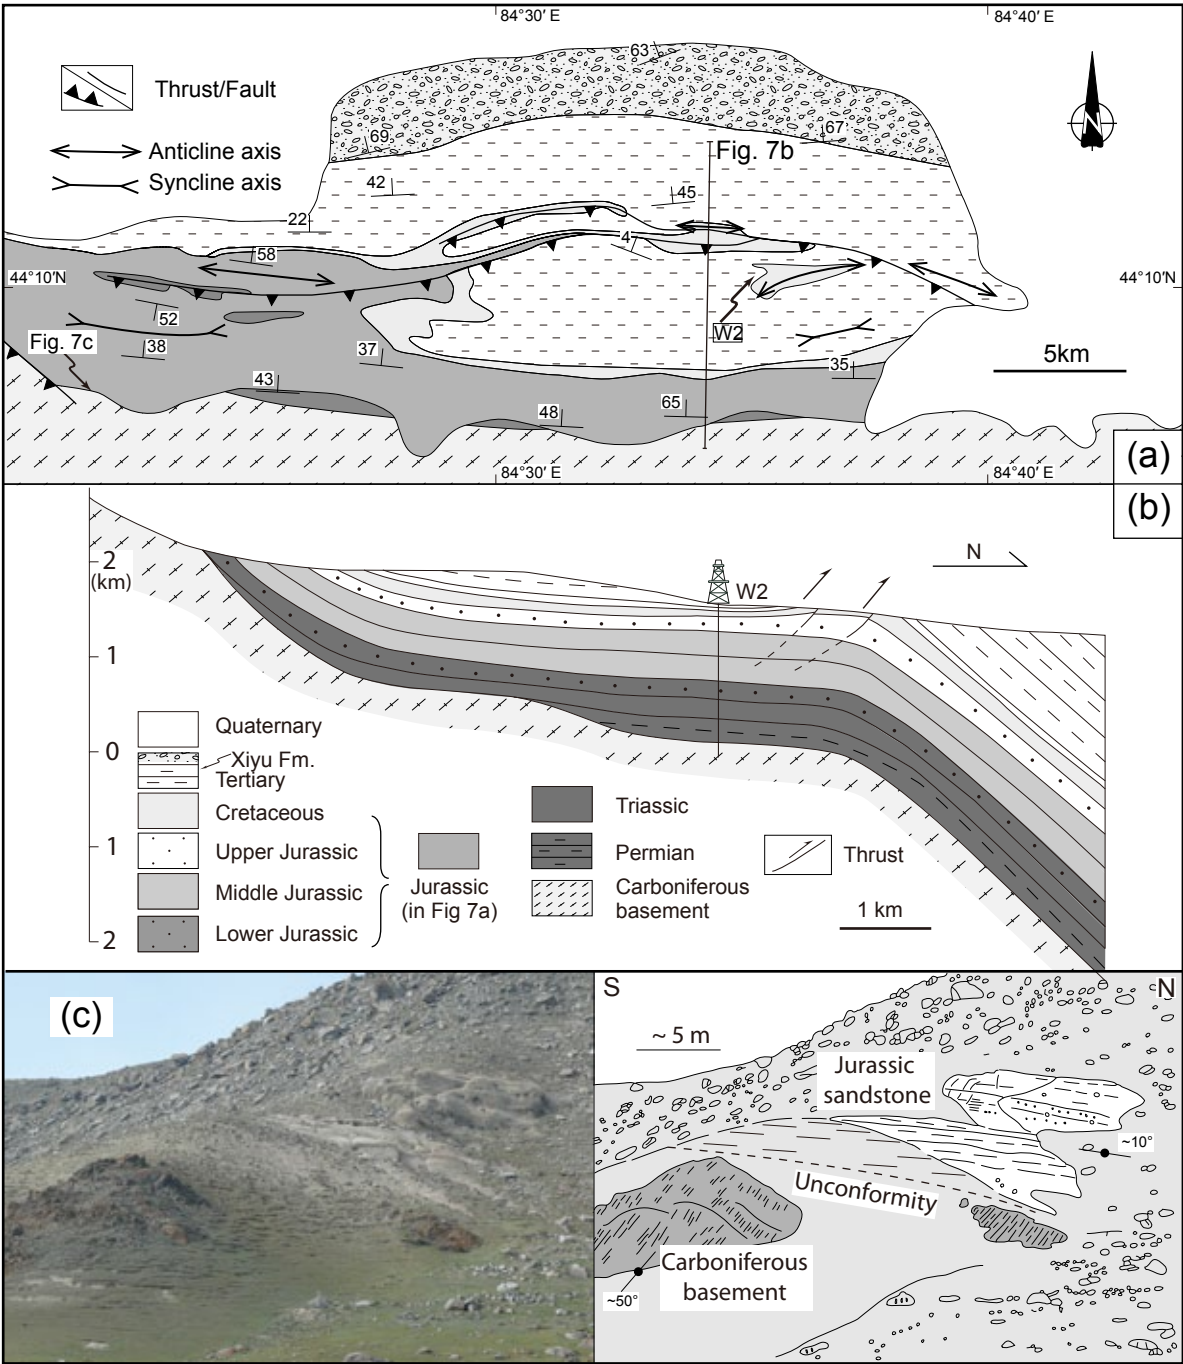 84°30′ E
84°40′ E
Thrust/Fault
Anticline axis
Syncline axis
N
63
69
67
Fig. 7b
42
45
22
4
58
44°10′N
44°10′N
52
W2
Fig. 7c
38
37
35
5km
43
48
65
84°30′ E
84°40′ E
(a)
(b)
2
(km)
N
W2
1
0
1
2
Quaternary
Xiyu Fm.
Tertiary
Cretaceous
Upper Jurassic
Middle Jurassic
Lower Jurassic
Jurassic
(in Fig 7a)
Triassic
Permian
Carboniferous
basement
Thrust
1 km
(c)
S
N
~ 5 m
Jurassic
sandstone
~10°
Unconformity
Carboniferous
basement
~50°